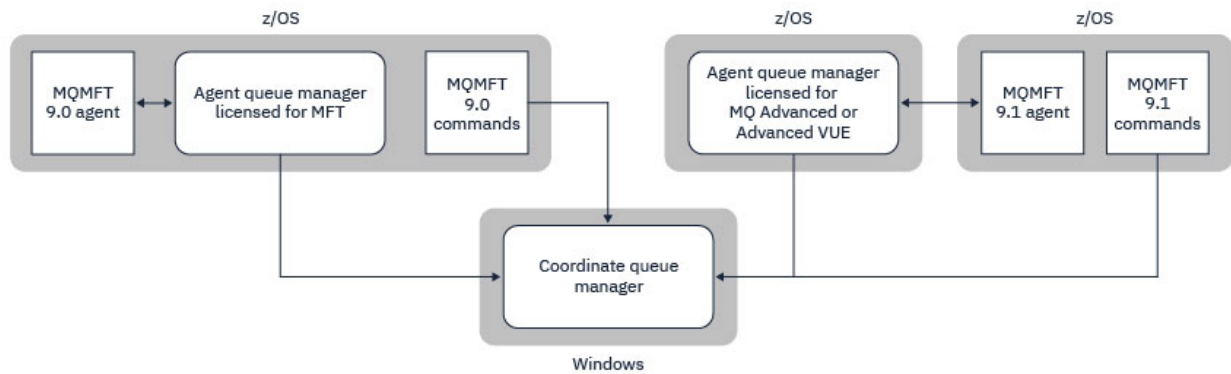 z/OS
z/OS
z/OS
MQMFT
9.0 agent
Agent queue manager
licensed for MFT
MQMFT
9.0
commands
Agent queue manager
licensed for
MQ Advanced or
Advanced VUE
MQMFT
9.1 agent
MQMFT
9.1
commands
Coordinate queue
manager
Windows